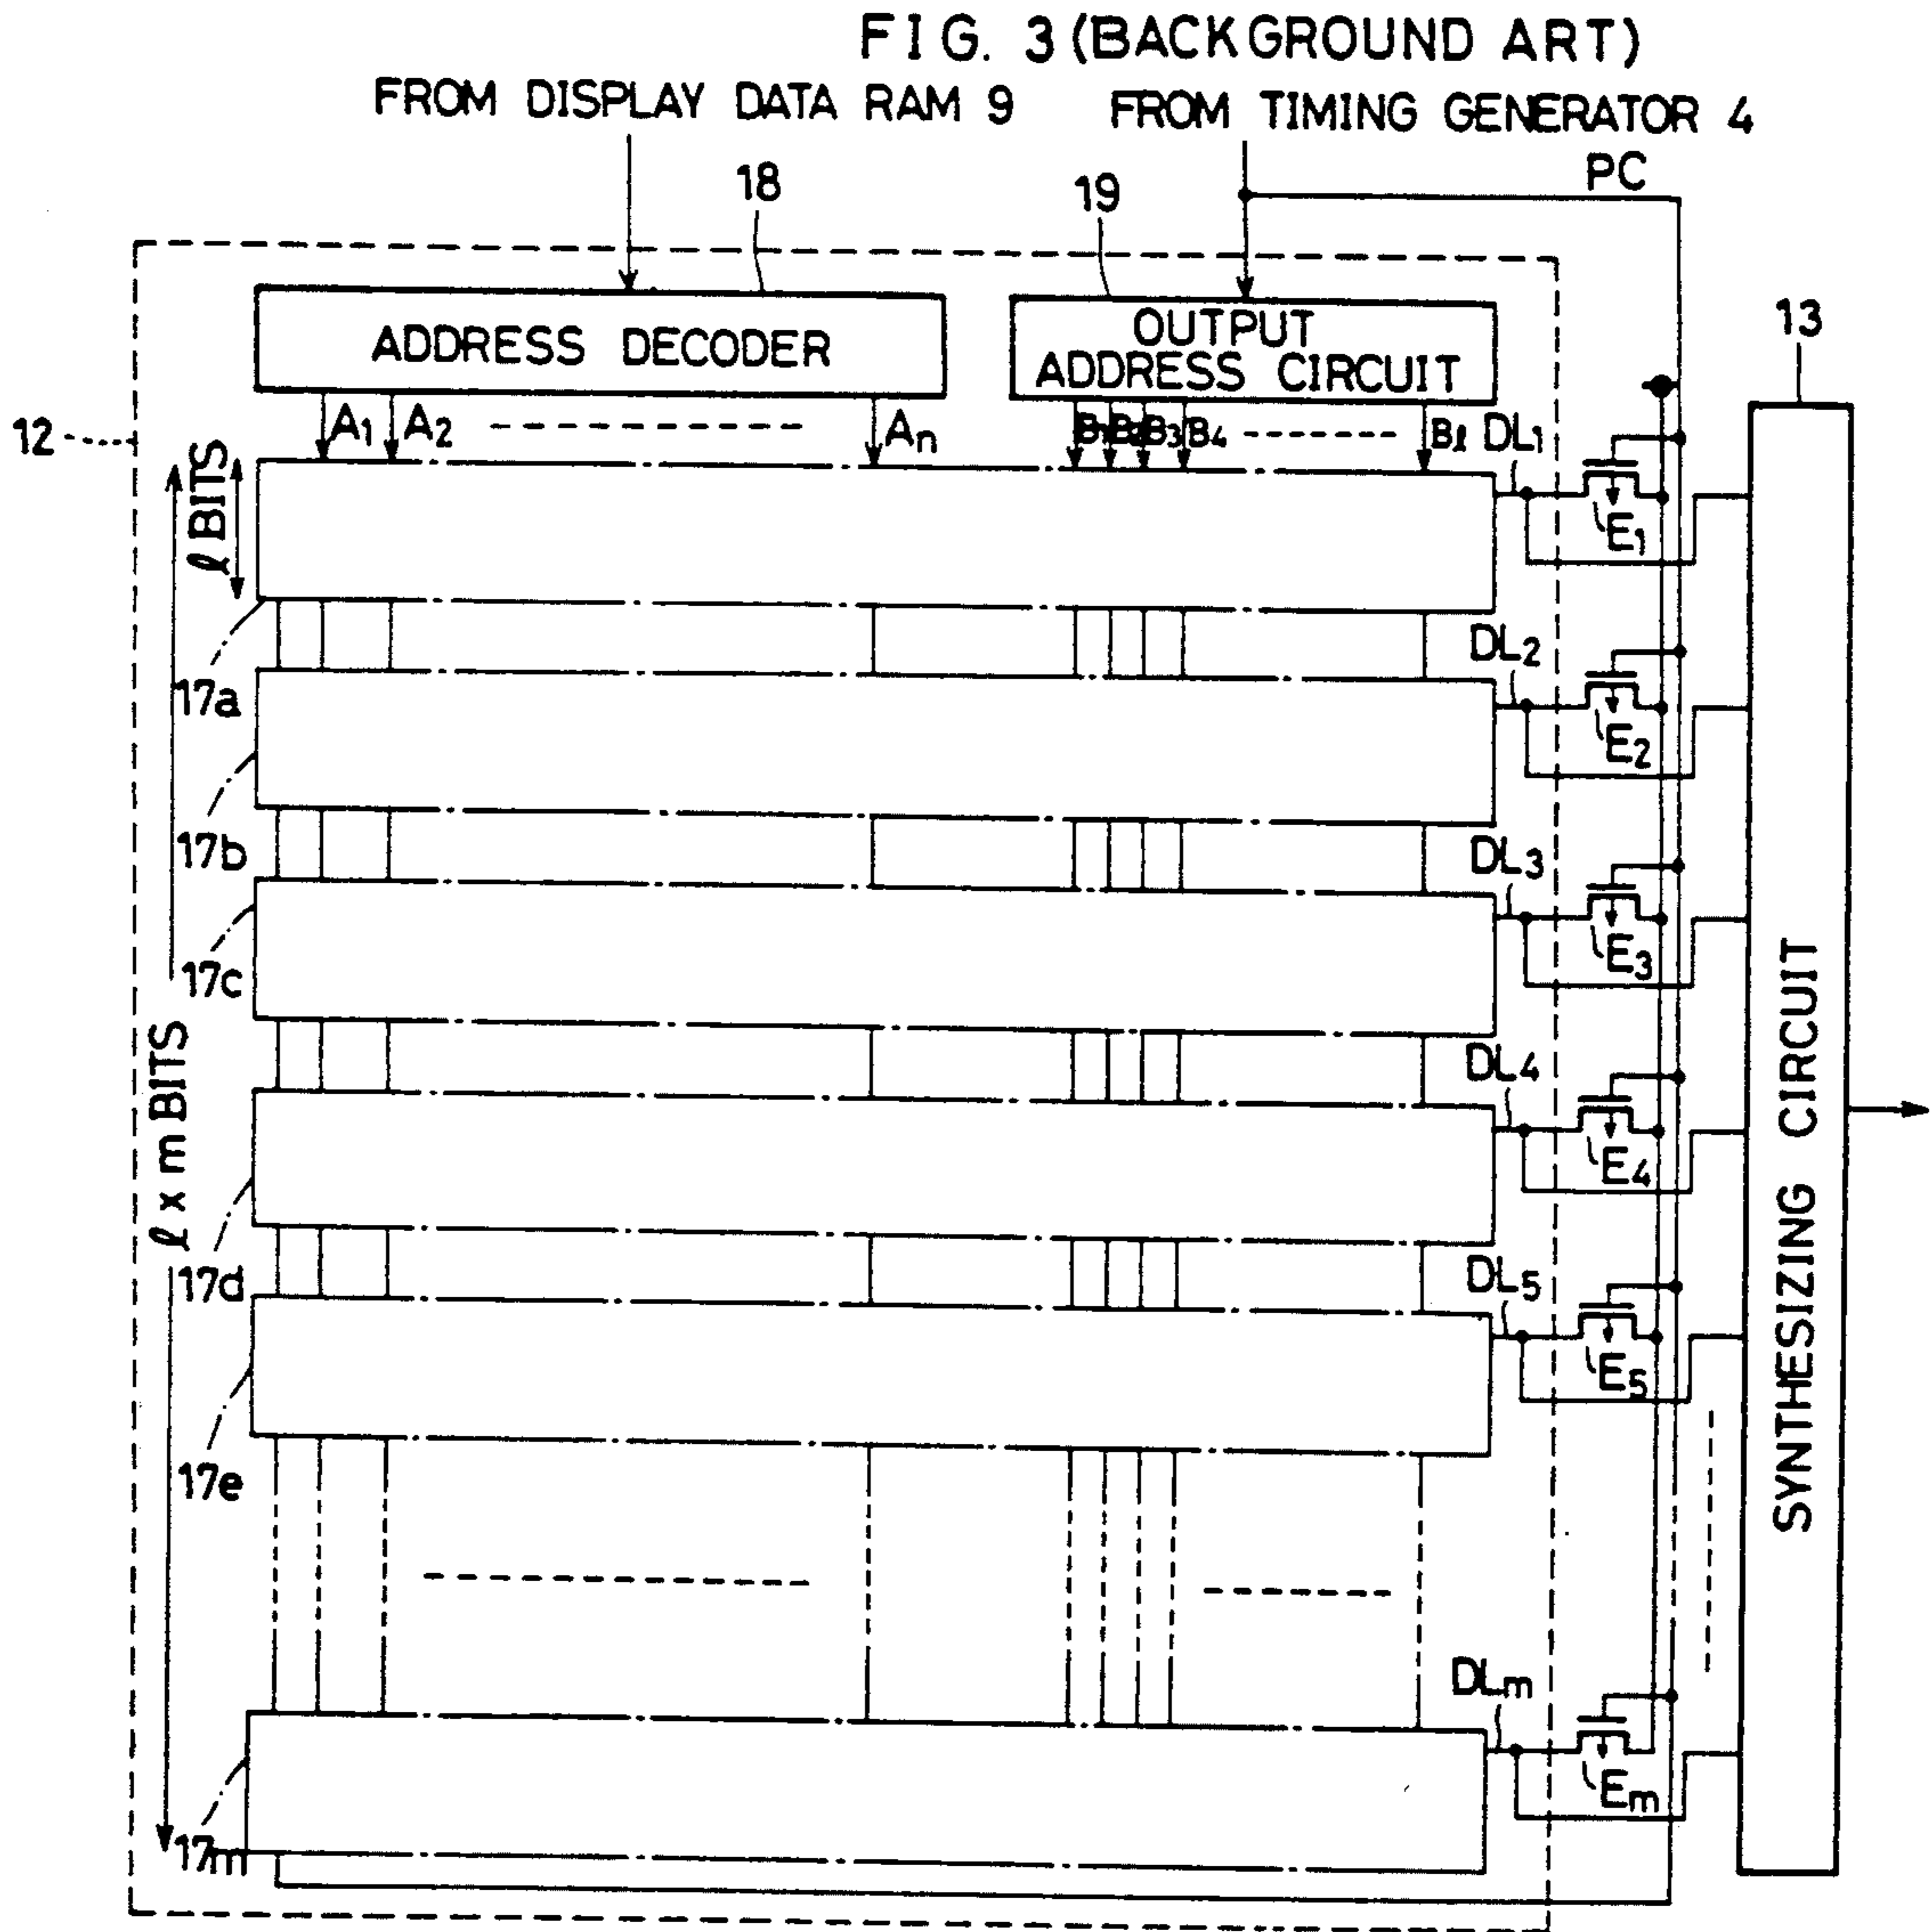 FIG. 3 (BACKGROUND ART)
FROM DISPLAY DATA RAM 9
FROM TIMING GENERATOR 4
PC
18
19
13
ADDRESS DECODER
OUTPUT
ADDRESS CIRCUIT
12
A1
A2
An
B1
B2
B3
B4
Bℓ
DL1
E1
ℓ BITS
17a
DL2
E2
17b
DL3
E3
17c
ℓ x m BITS
DL4
E4
17d
DL5
E5
17e
SYNTHESIZING CIRCUIT
DLm
Em
17m